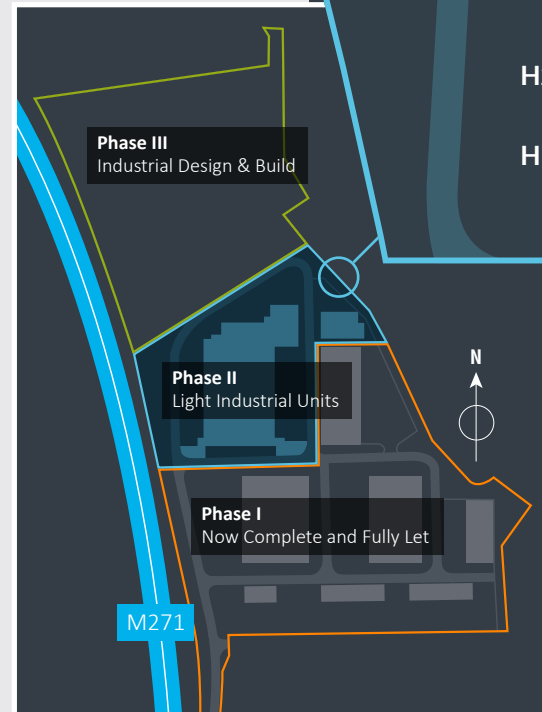 Phase III
Industrial Design & Build
Phase II
Light Industrial Units
N
Phase I
Now Complete and Fully Let
M271